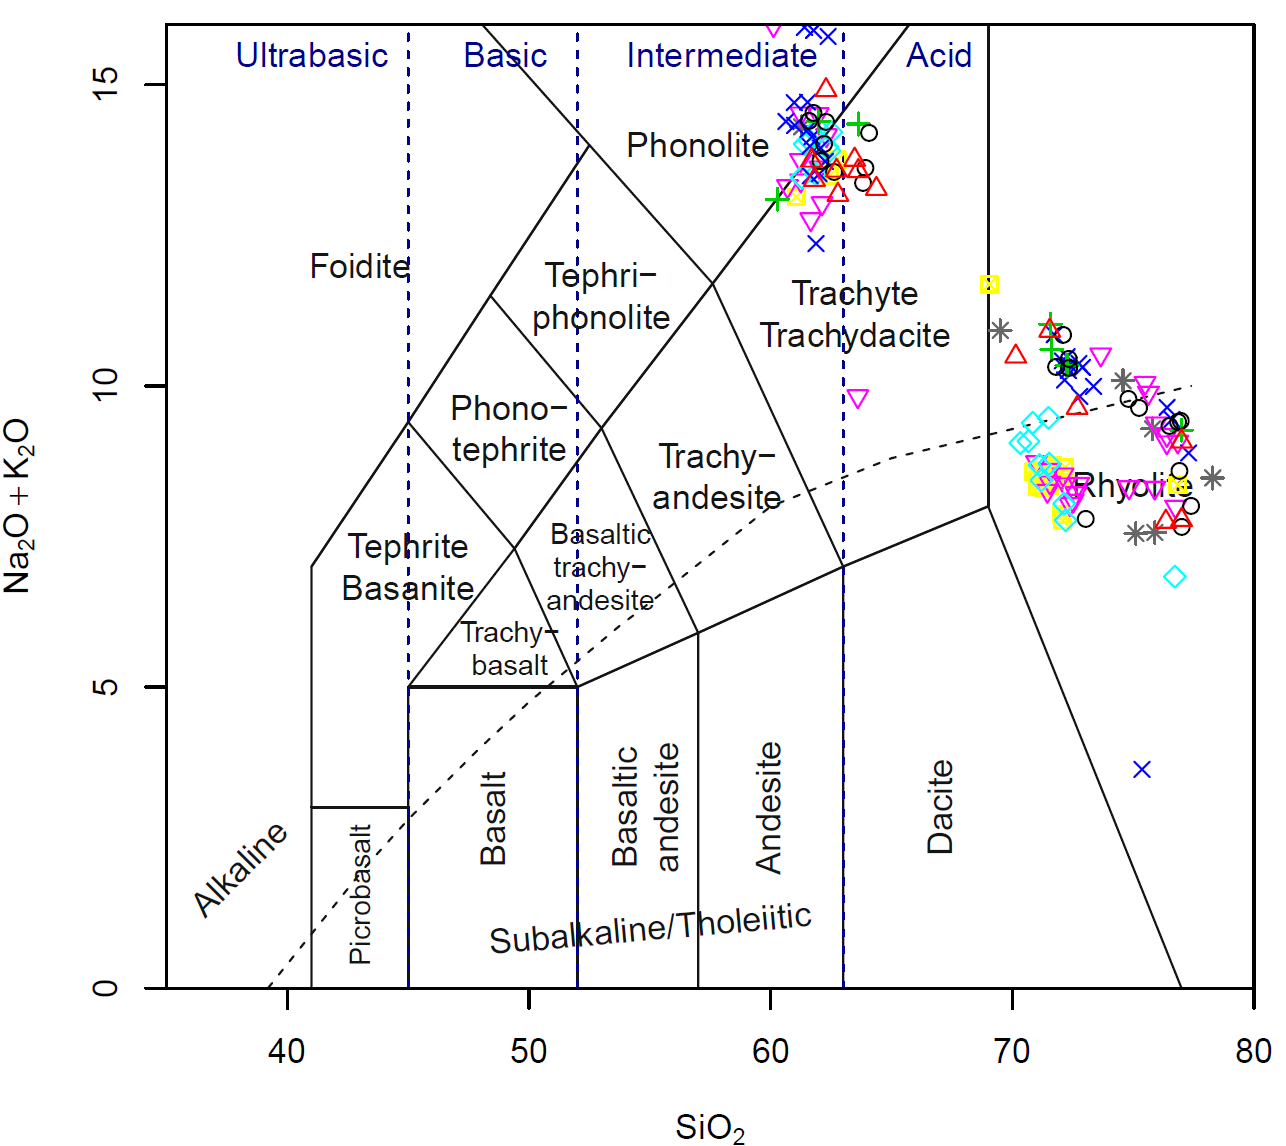 Ultrabasic
Basic
Intermediate
Acid
15
Phonolite
Foidite
Tephri−
phonolite
Trachyte
Trachydacite
10
Phono−
tephrite
Trachy−
andesite
Rhyolite
Na₂O + K₂O
Tephrite
Basanite
Basaltic
trachy−
andesite
Trachy−
basalt
5
Alkaline
Picrobasalt
Basalt
Basaltic
andesite
Andesite
Dacite
Subalkaline/Tholeiitic
0
40
50
60
70
80
SiO₂